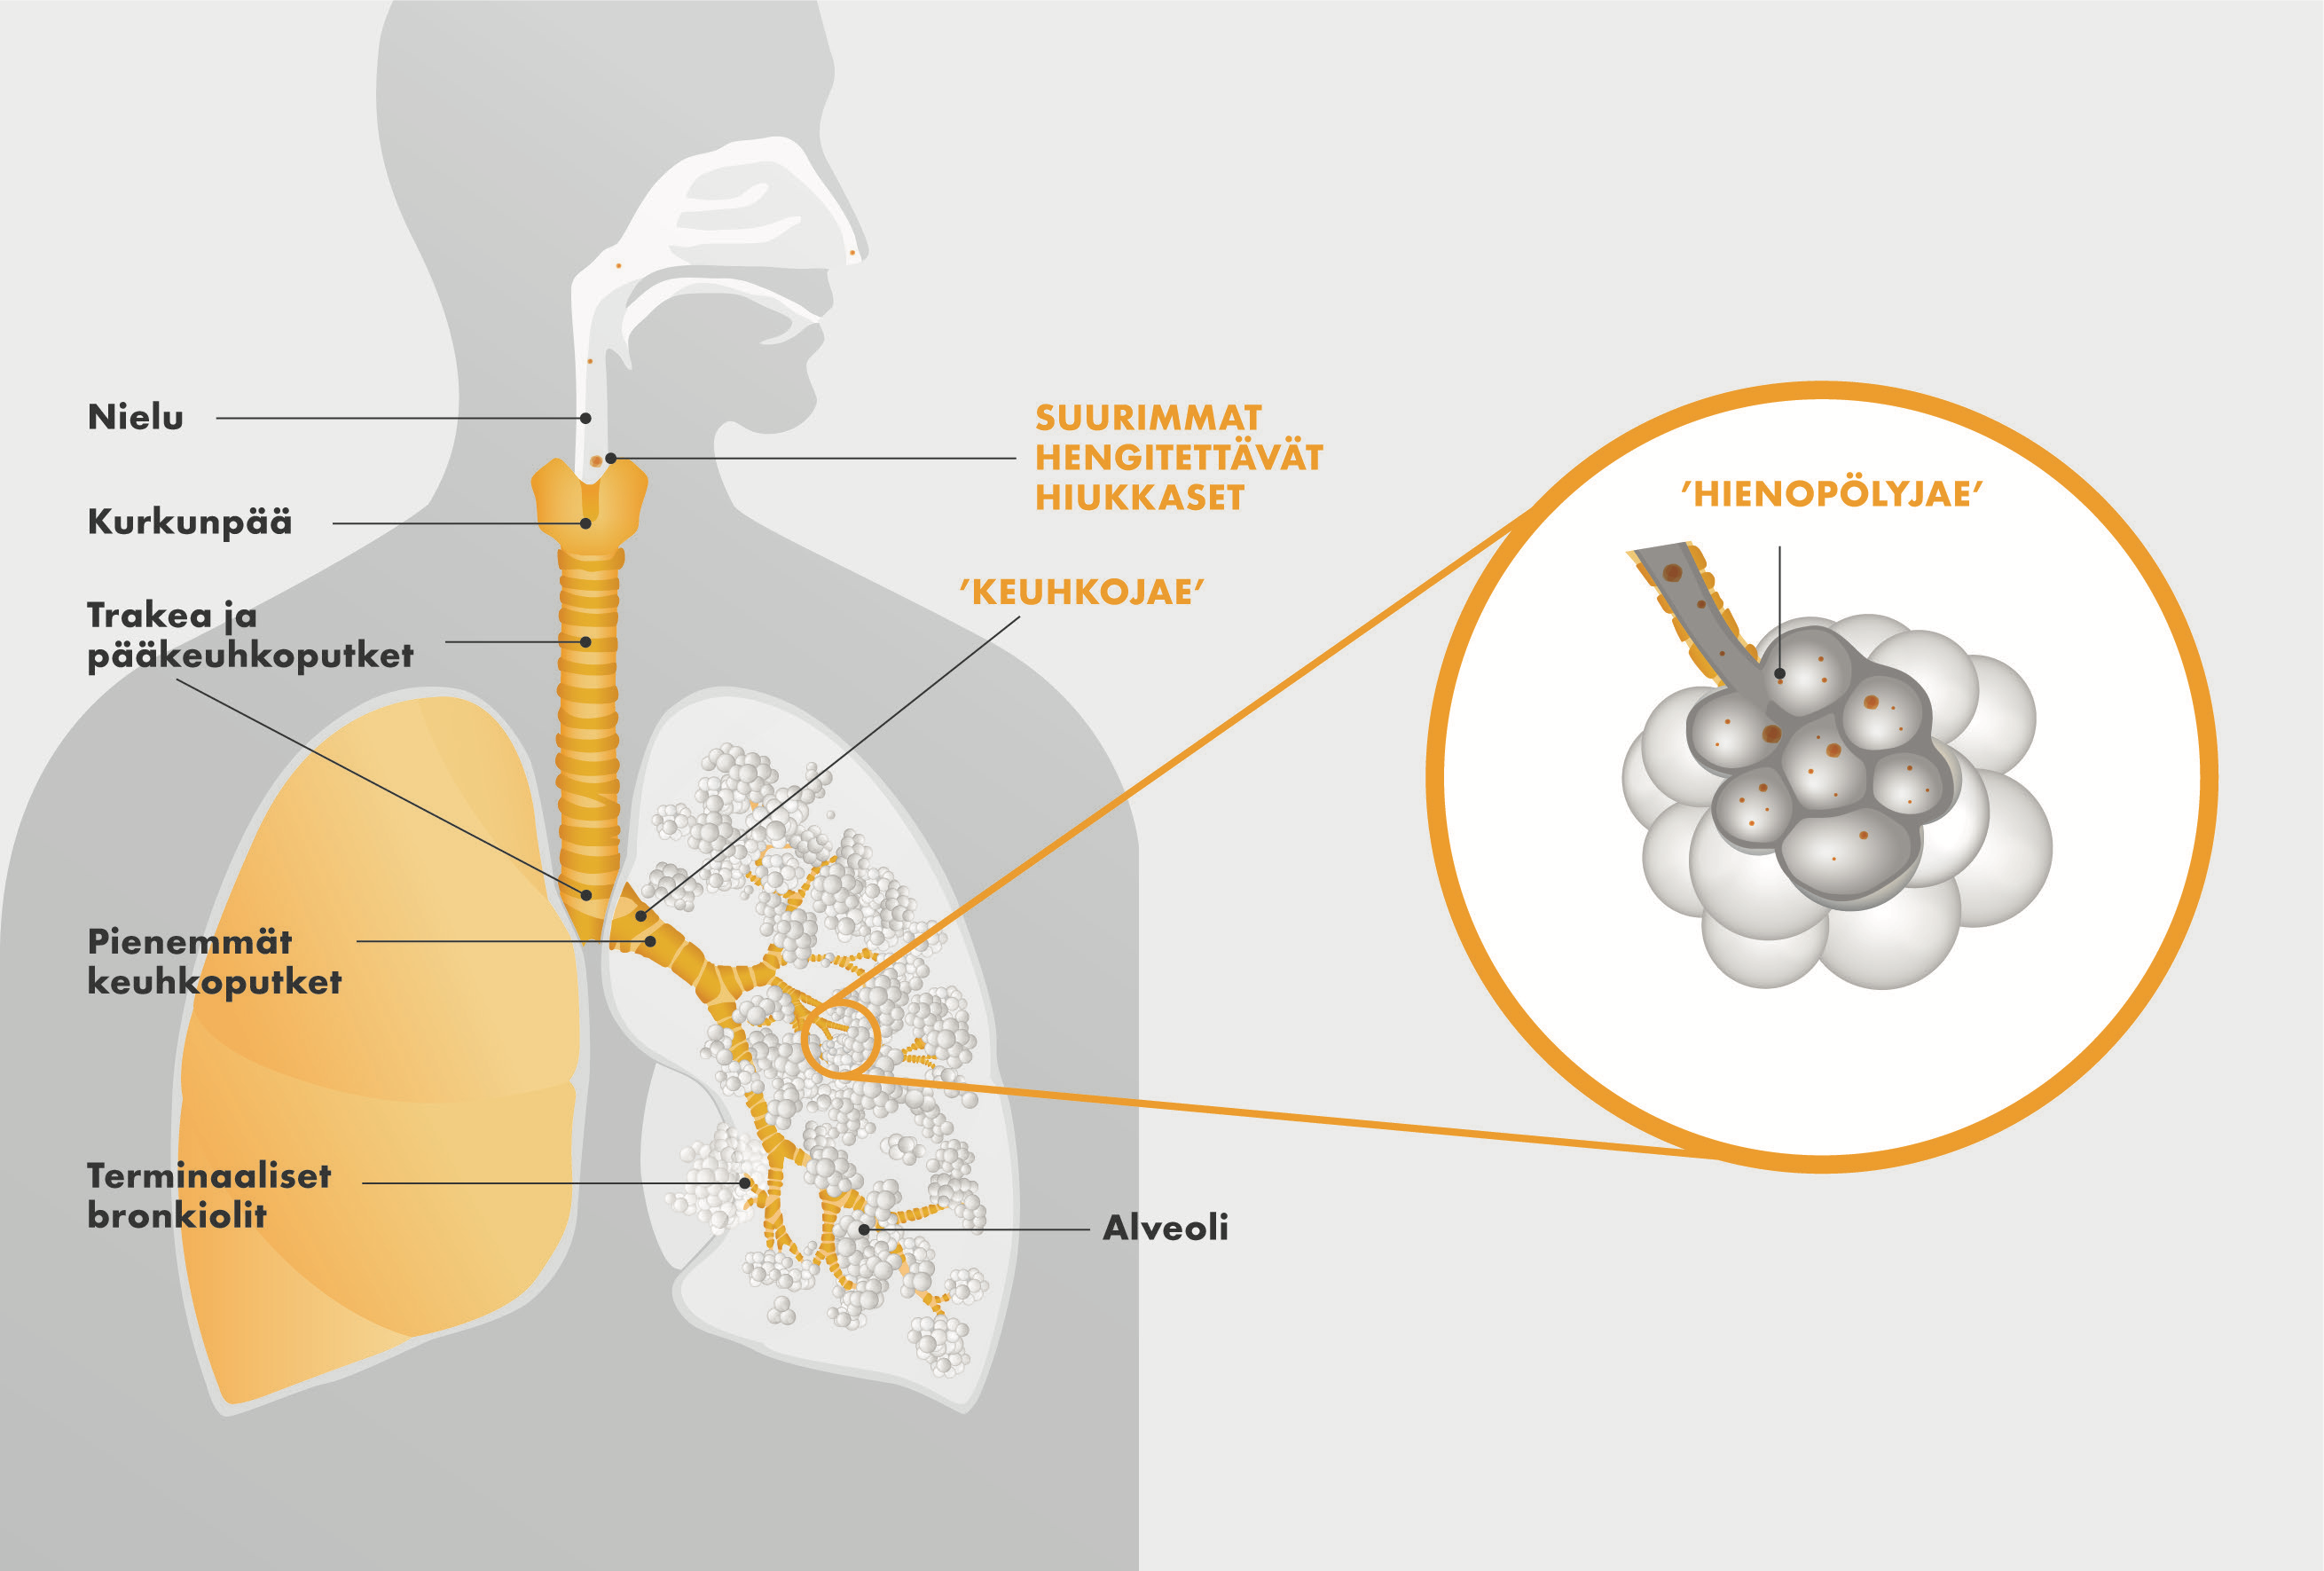 Nielu
SUURIMMAT
HENGITETTÄVÄT
HIUKKASET
'HIENOPÖLYJAE'
Kurkunpää
'KEUHKOJAE'
Trakea ja
pääkeuhkoputket
Pienemmät
keuhkoputket
Terminaaliset
bronkiolit
Alveoli